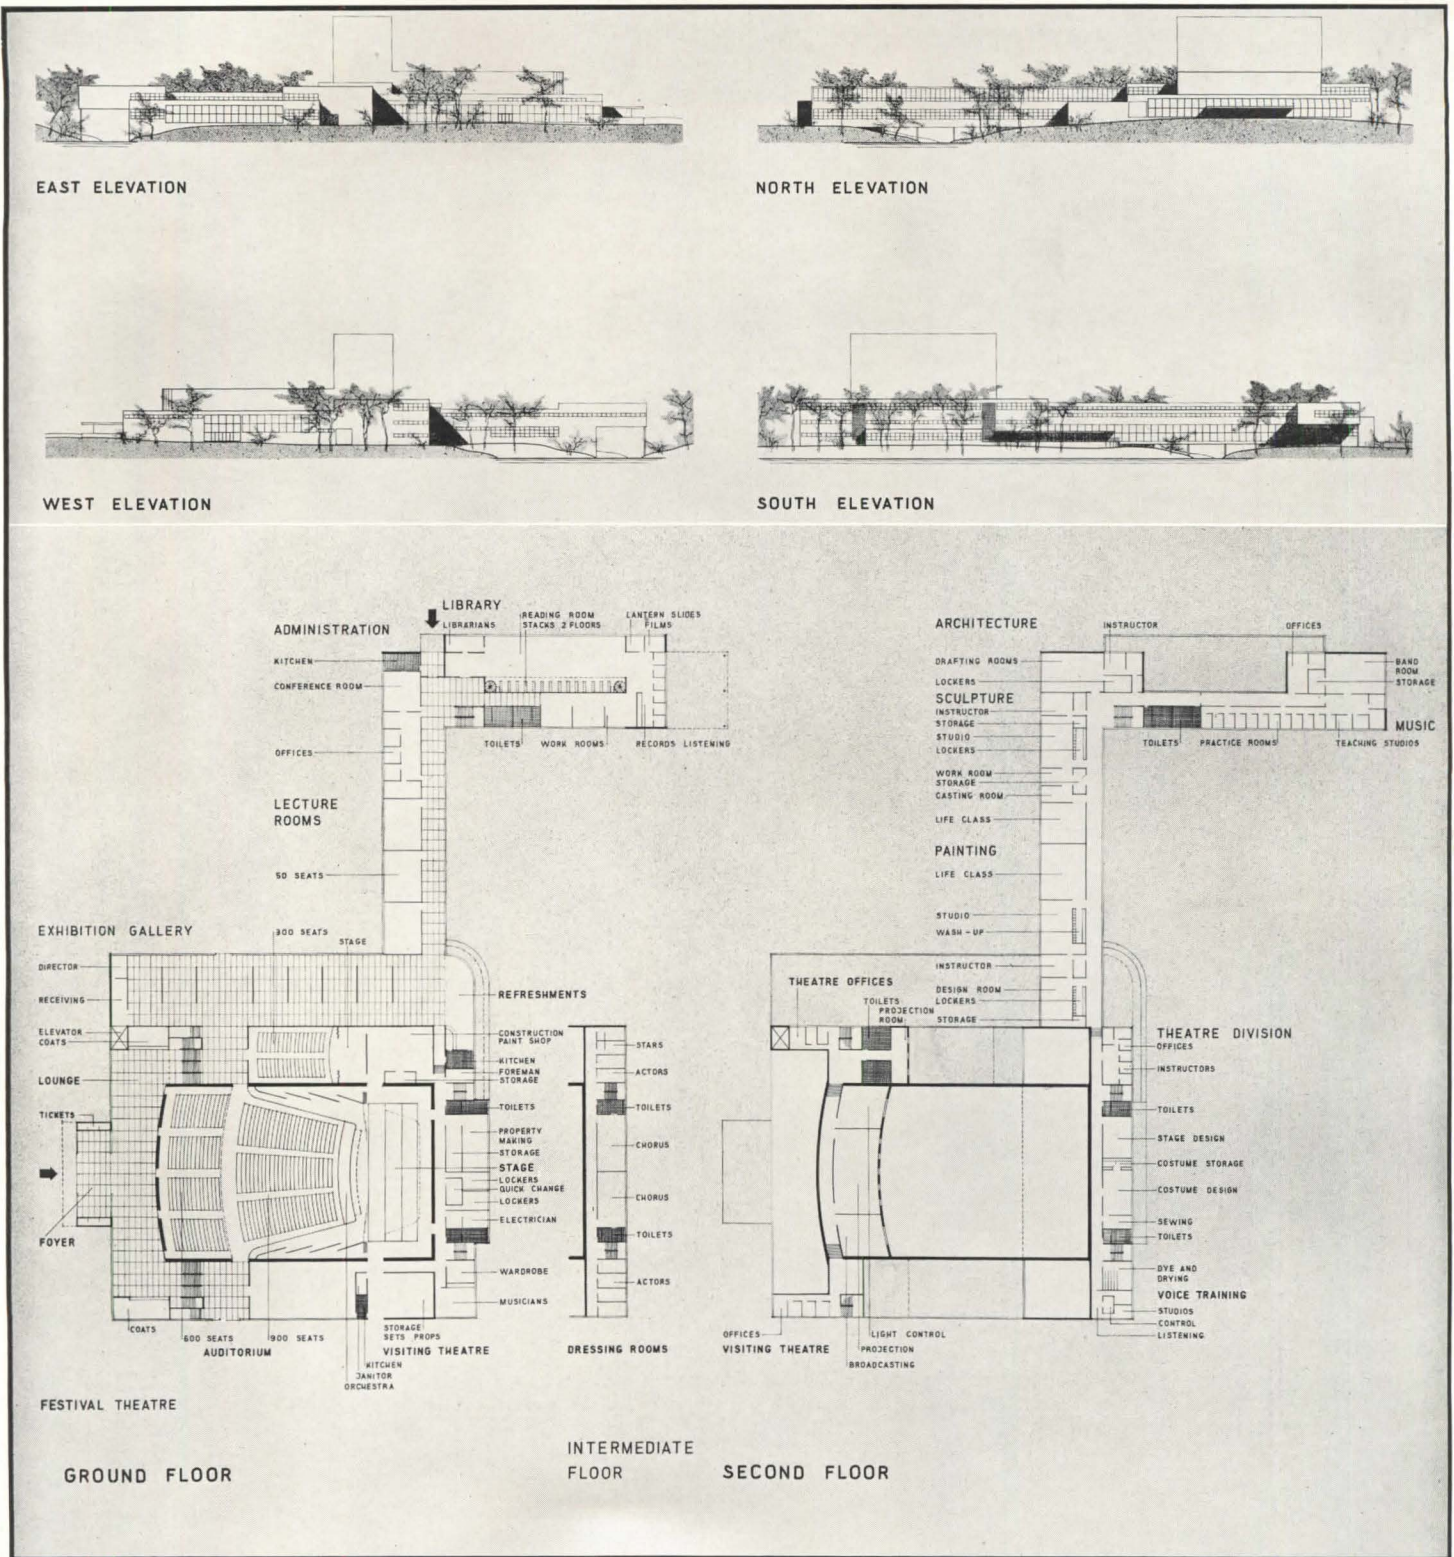 EAST ELEVATION
NORTH ELEVATION
WEST ELEVATION
SOUTH ELEVATION
ADMINISTRATION
KITCHEN
CONFERENCE ROOM
OFFICES
LECTURE
ROOMS
50 SEATS
LIBRARY
LIBRARIANS
READING ROOM
STACKS 2 FLOORS
LANTERN SLIDES
FILMS
TOILETS
WORK ROOMS
RECORDS LISTENING
EXHIBITION GALLERY
300 SEATS
STAGE
DIRECTOR
RECEIVING
ELEVATOR
COATS
LOUNGE
TICKETS
FOYER
REFRESHMENTS
CONSTRUCTION
PAINT SHOP
KITCHEN
FOREMAN
STORAGE
TOILETS
PROPERTY
MAKING
STORAGE
STAGE
LOCKERS
QUICK CHANGE
LOCKERS
ELECTRICIAN
WARDROBE
MUSICIANS
COATS
600 SEATS
900 SEATS
AUDITORIUM
STORAGE
SETS PROPS
VISITING THEATRE
KITCHEN
JANITOR
ORCHESTRA
FESTIVAL THEATRE
GROUND FLOOR
STARS
ACTORS
TOILETS
CHORUS
CHORUS
TOILETS
ACTORS
DRESSING ROOMS
INTERMEDIATE
FLOOR
ARCHITECTURE
INSTRUCTOR
OFFICES
DRAFTING ROOMS
LOCKERS
SCULPTURE
INSTRUCTOR
STORAGE
STUDIO
LOCKERS
WORK ROOM
STORAGE
CASTING ROOM
LIFE CLASS
PAINTING
LIFE CLASS
STUDIO
WASH-UP
INSTRUCTOR
DESIGN ROOM
LOCKERS
STORAGE
BAND
ROOM
STORAGE
MUSIC
TOILETS
PRACTICE ROOMS
TEACHING STUDIOS
THEATRE OFFICES
TOILETS
PROJECTION
ROOM
THEATRE DIVISION
OFFICES
INSTRUCTORS
TOILETS
STAGE DESIGN
COSTUME STORAGE
COSTUME DESIGN
SEWING
TOILETS
DYE AND
DRYING
VOICE TRAINING
STUDIOS
CONTROL
LISTENING
OFFICES
VISITING THEATRE
LIGHT CONTROL
PROJECTION
BROADCASTING
SECOND FLOOR